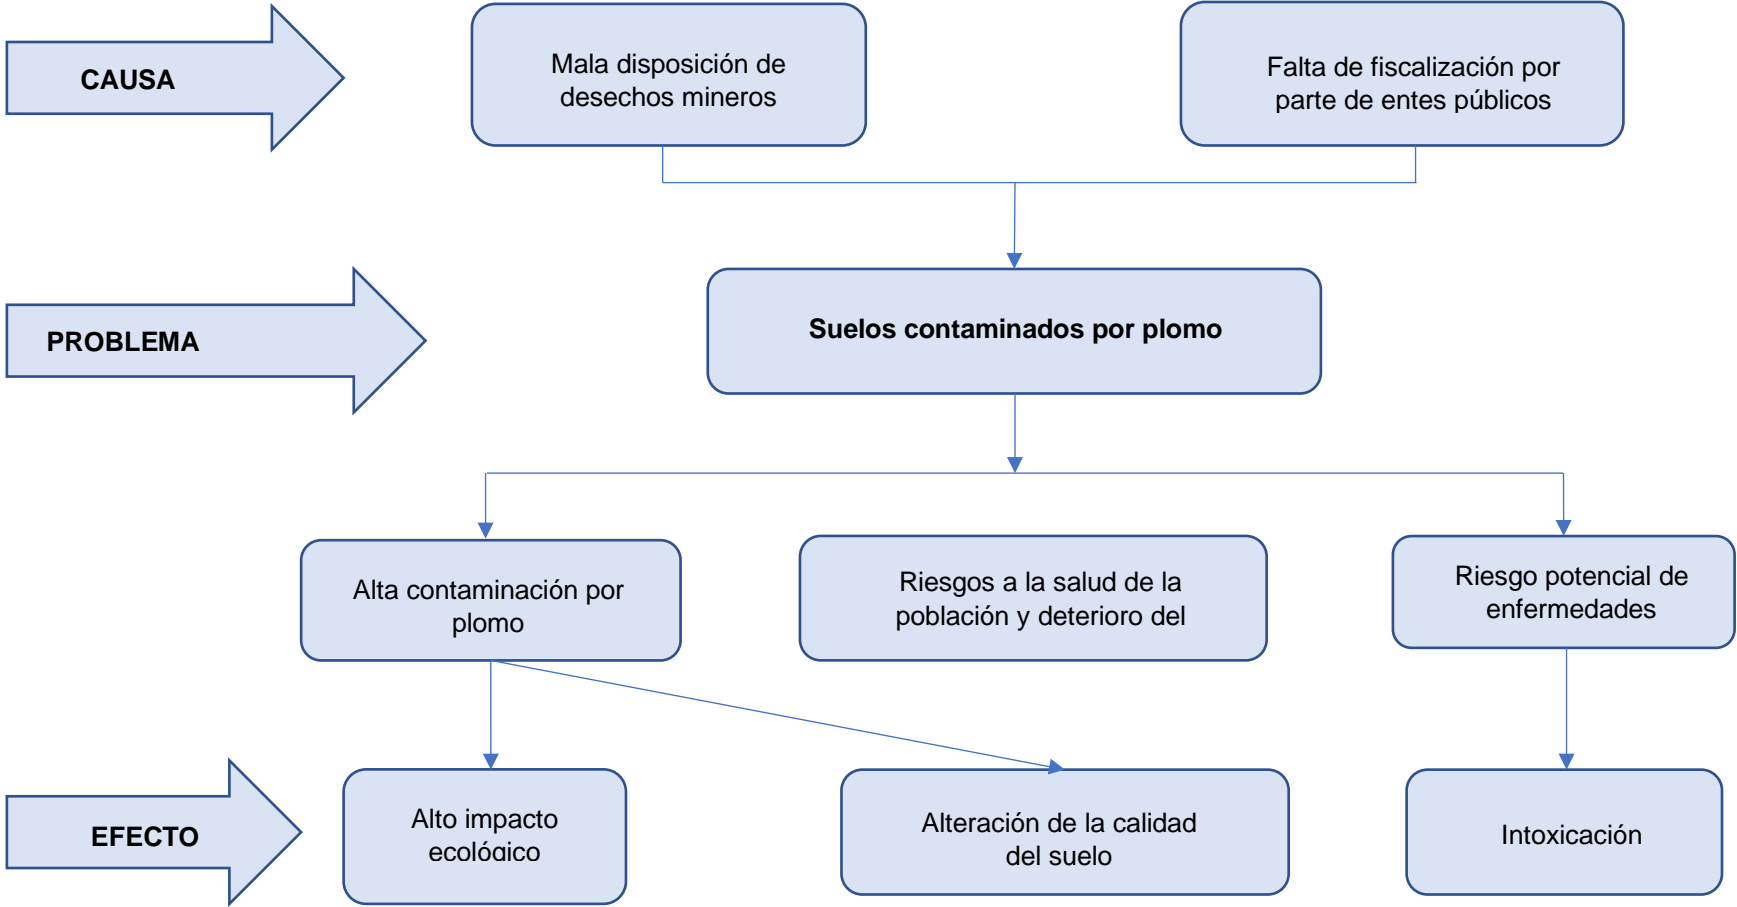 CAUSA
Mala disposición de
desechos mineros
Falta de fiscalización por
parte de entes públicos
PROBLEMA
Suelos contaminados por plomo
Alta contaminación por
plomo
Riesgos a la salud de la
población y deterioro del
Riesgo potencial de
enfermedades
EFECTO
Alto impacto
ecológico
Alteración de la calidad
del suelo
Intoxicación